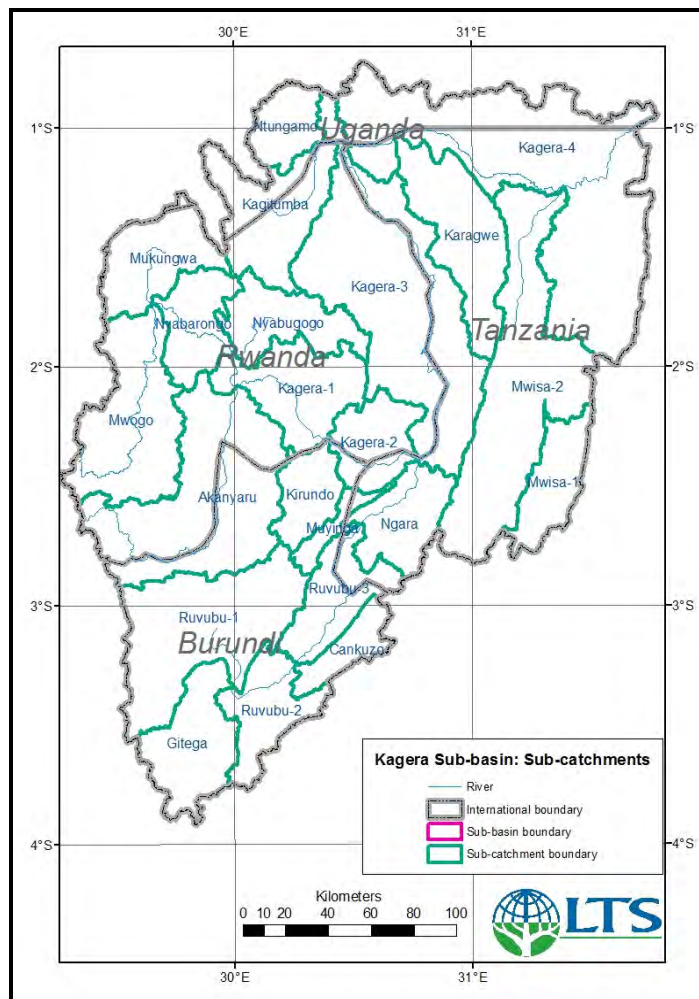 30°E
31°E
1°S
1°S
Ntungamo
Uganda
Kagera-4
Kagitumba
Karagwe
Mukungwa
Kagera-3
Nyabarongo
Nyabugogo
Tanzania
Rwanda
2°S
2°S
Kagera-1
Mwisa-2
Mwogo
Kagera-2
Mwisa-1
Akanyaru
Kirundo
Muyinga
Ngara
Ruvubu-3
3°S
3°S
Ruvubu-1
Burundi
Cankuzo
Ruvubu-2
Gitega
Kagera Sub-basin: Sub-catchments
River
International boundary
Sub-basin boundary
Sub-catchment boundary
4°S
4°S
Kilometers
0 10 20 40 60 80 100
LTS
30°E
31°E